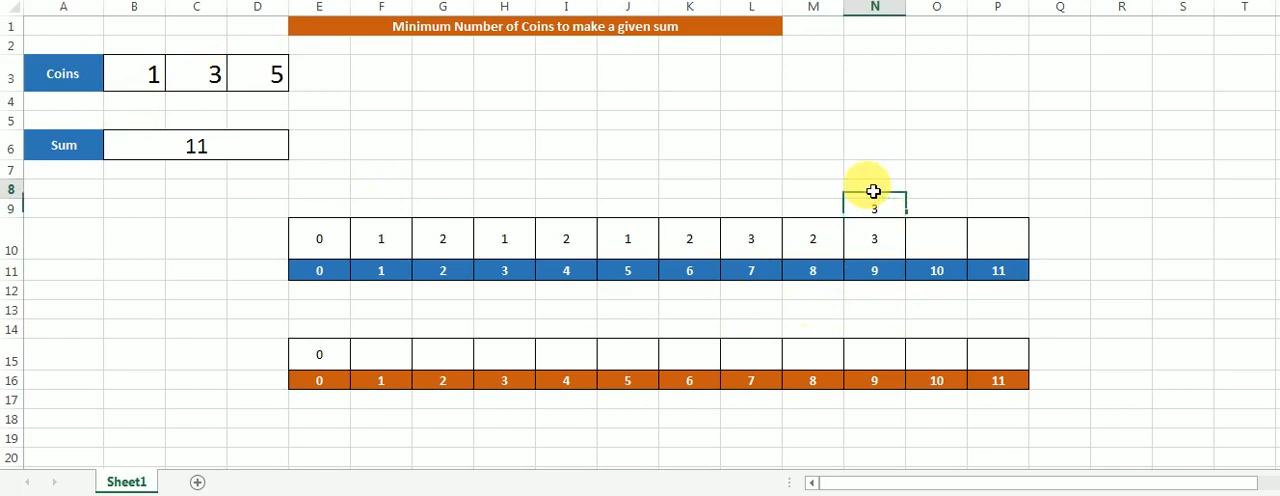 A B C D E F G H I J K L M N O P Q R S T
1 Minimum Number of Coins to make a given sum
2
3 Coins 1 3 5
4
5
6 Sum 11
7
8
9 3
10 0 1 2 1 2 1 2 3 2 3
11 0 1 2 3 4 5 6 7 8 9 10 11
12
13
14
15 0
16 0 1 2 3 4 5 6 7 8 9 10 11
17
18
19
20
Sheet1